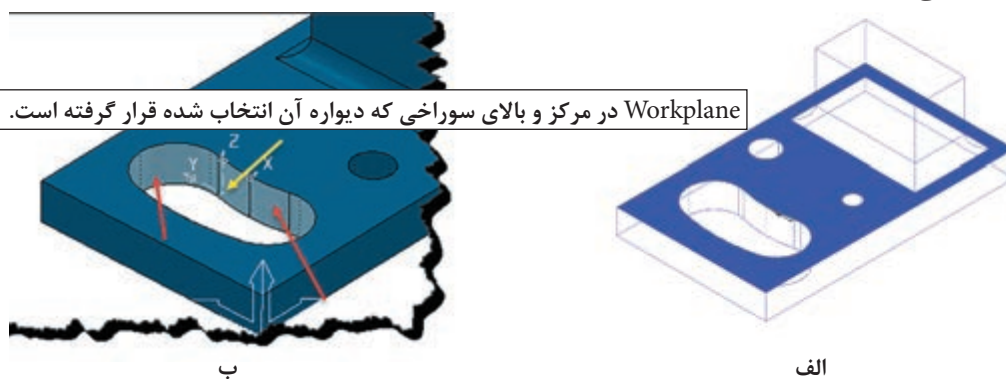 Workplane در مرکز و بالای سوراخی که دیواره آن انتخاب شده قرار گرفته است.
Z
Y
X
ب
الف